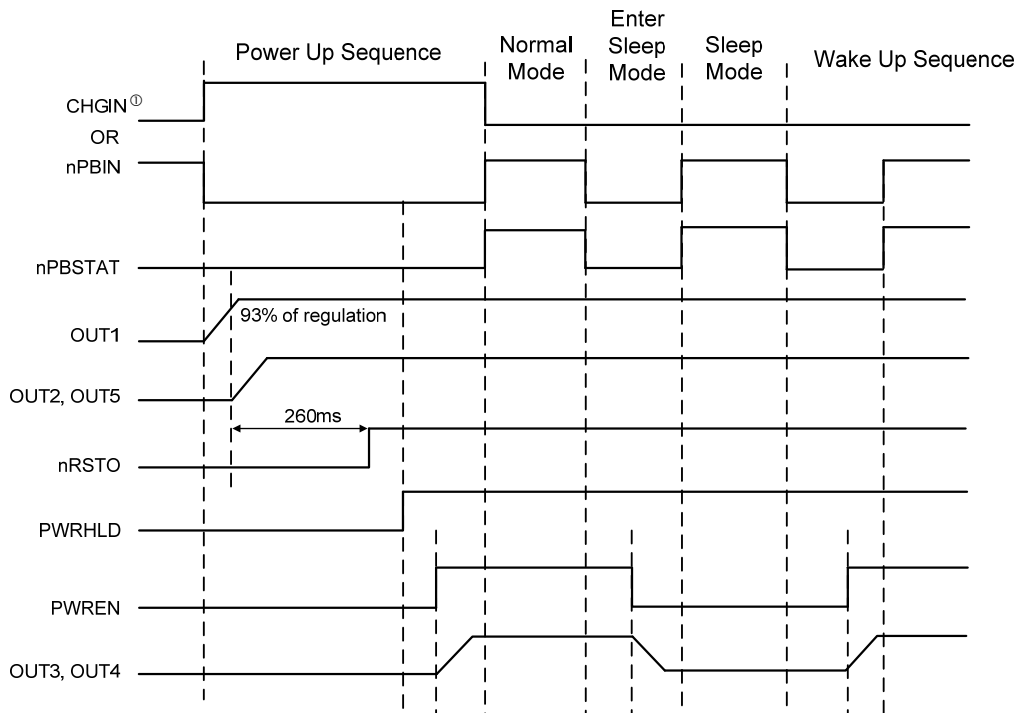 Power Up Sequence
Normal
Mode
Enter
Sleep
Mode
Sleep
Mode
Wake Up Sequence
CHGIN①
OR
nPBIN
nPBSTAT
93% of regulation
OUT1
OUT2, OUT5
260ms
nRSTO
PWRHLD
PWREN
OUT3, OUT4